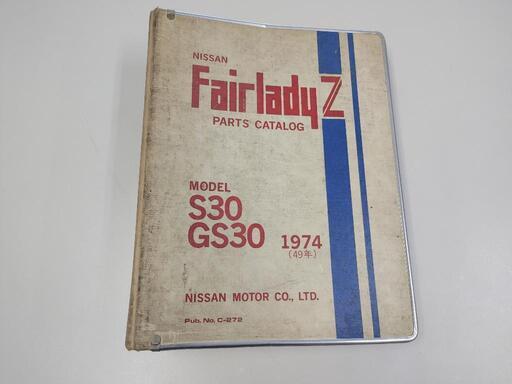 NISSAN
Fairlady Z
PARTS CATALOG
MODEL
S30
GS30 1974
(49年)
NISSAN MOTOR CO., LTD.
Pub. No. C-272